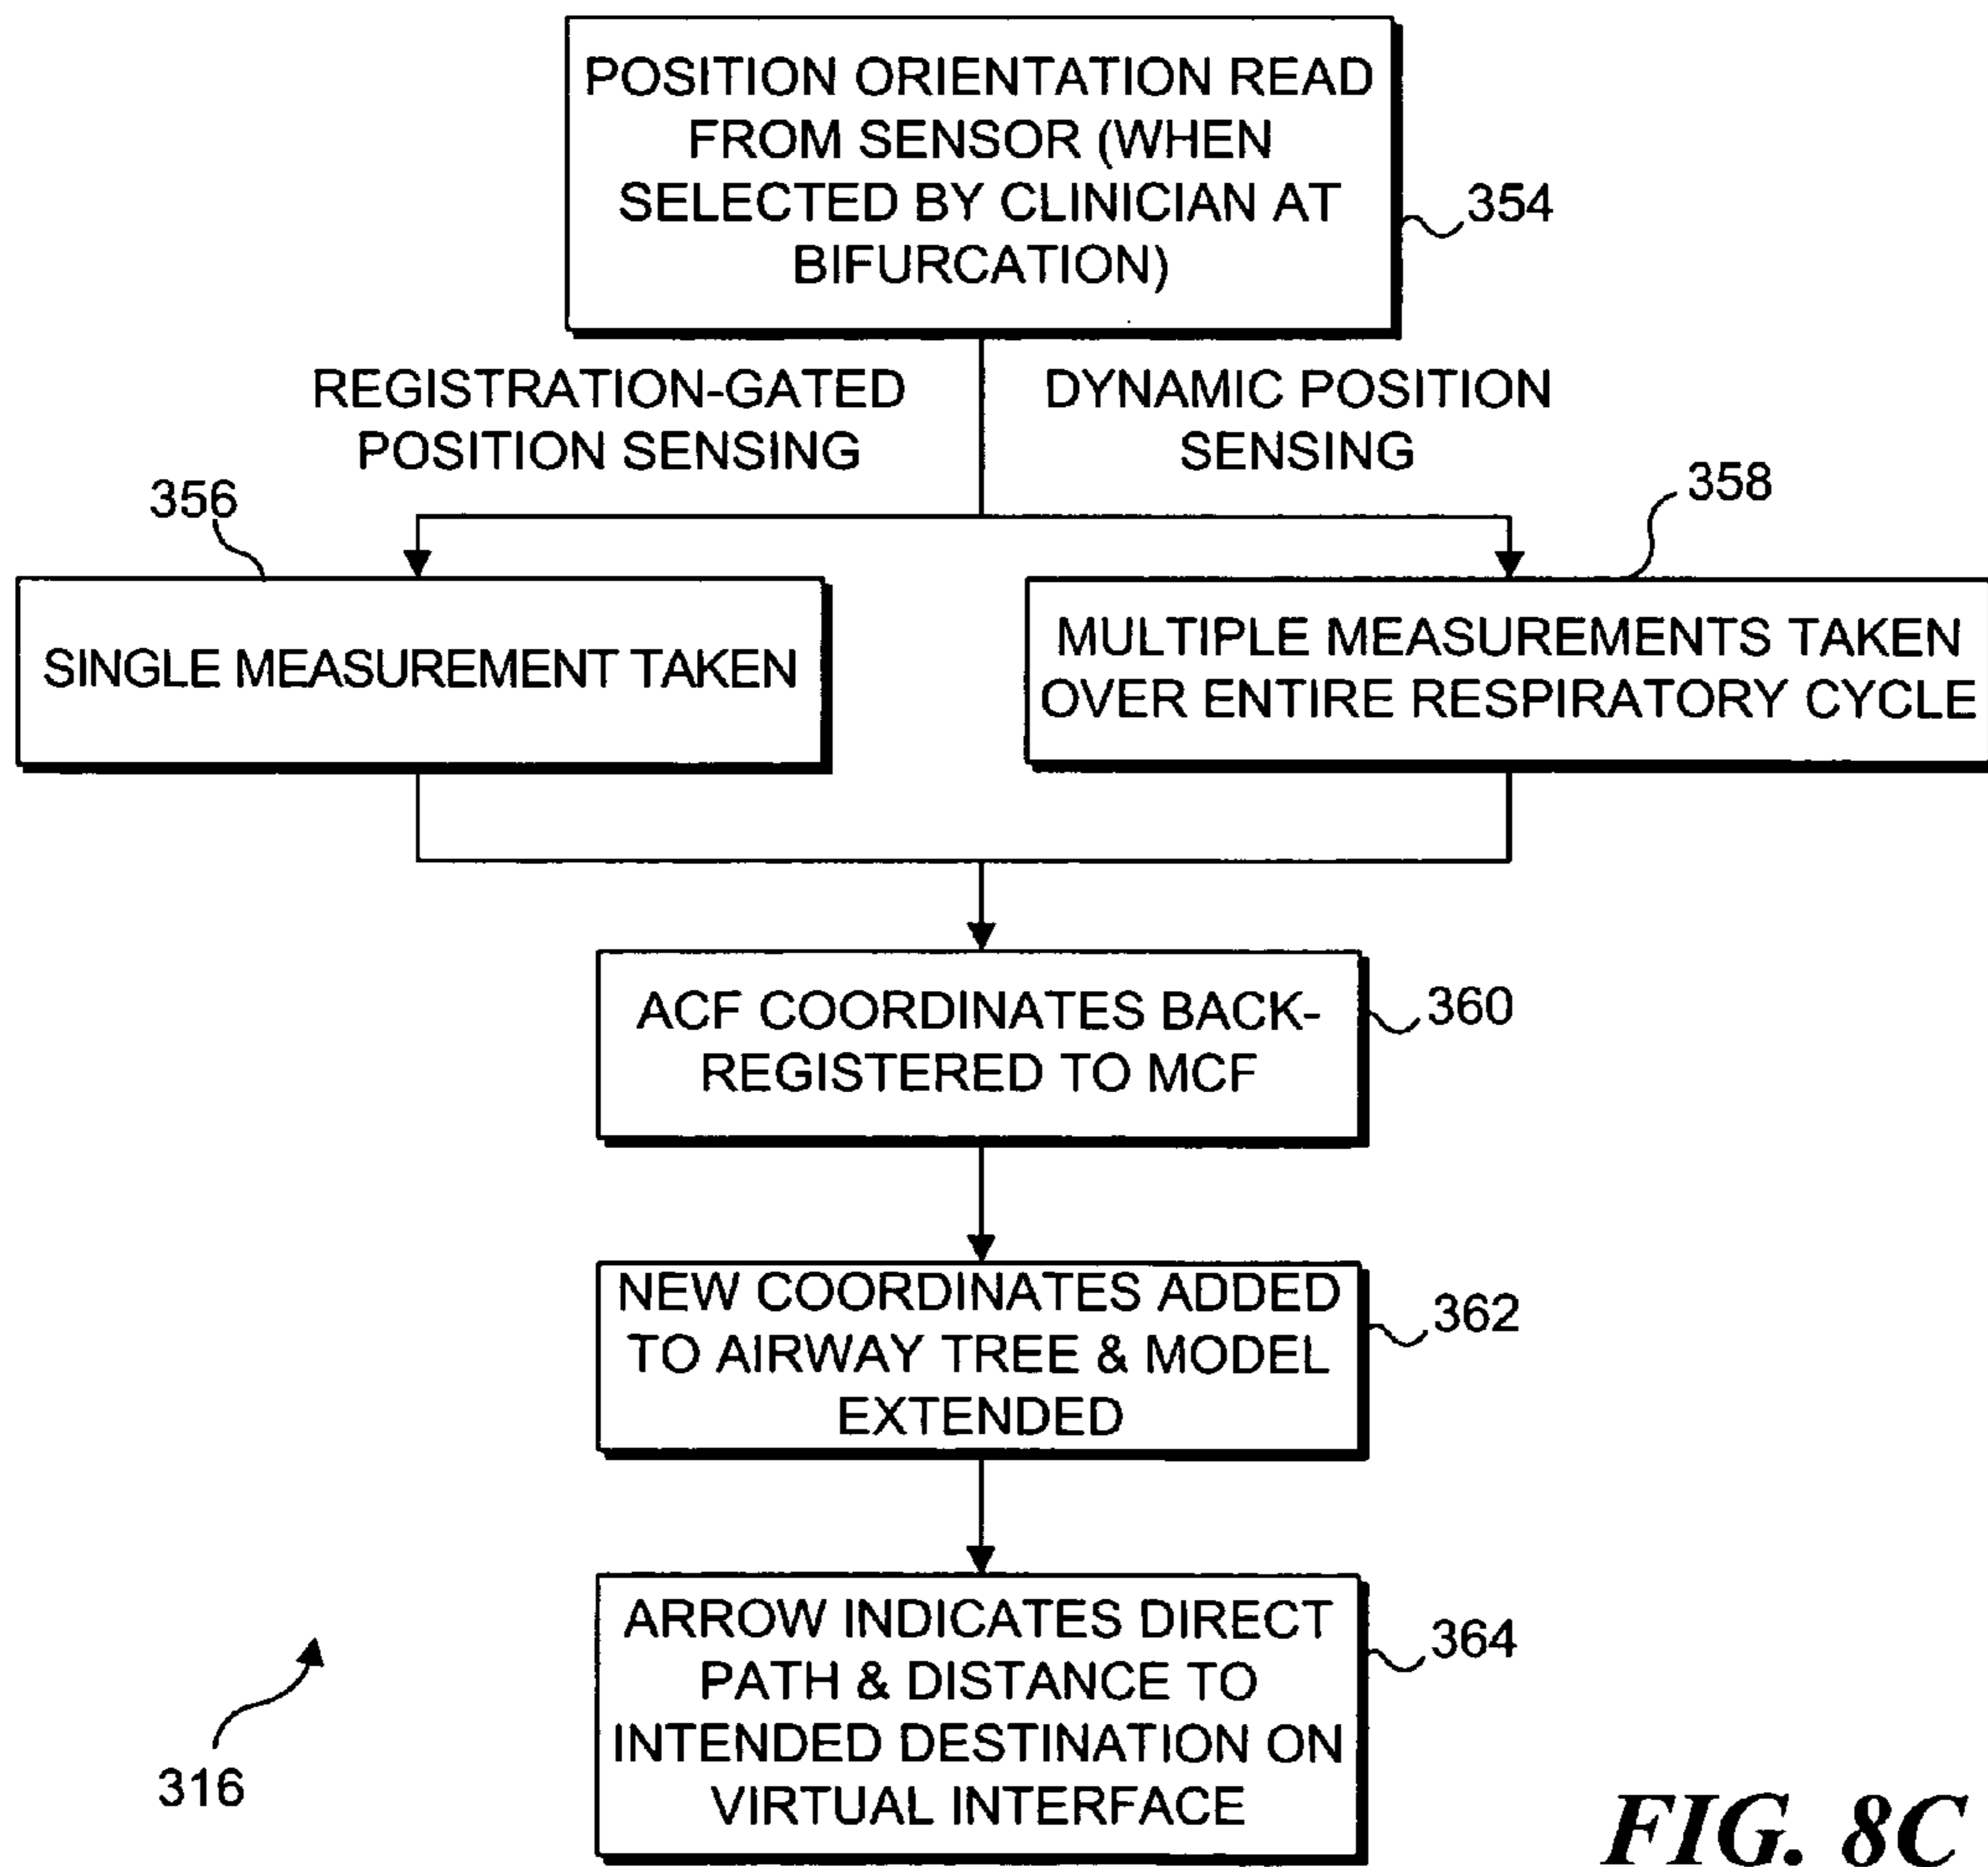 POSITION ORIENTATION READ
FROM SENSOR (WHEN
SELECTED BY CLINICIAN AT
BIFURCATION)
354
REGISTRATION-GATED
POSITION SENSING
DYNAMIC POSITION
SENSING
356
358
SINGLE MEASUREMENT TAKEN
MULTIPLE MEASUREMENTS TAKEN
OVER ENTIRE RESPIRATORY CYCLE
ACF COORDINATES BACK-
REGISTERED TO MCF
360
NEW COORDINATES ADDED
TO AIRWAY TREE & MODEL
EXTENDED
362
ARROW INDICATES DIRECT
PATH & DISTANCE TO
INTENDED DESTINATION ON
VIRTUAL INTERFACE
364
316
FIG. 8C